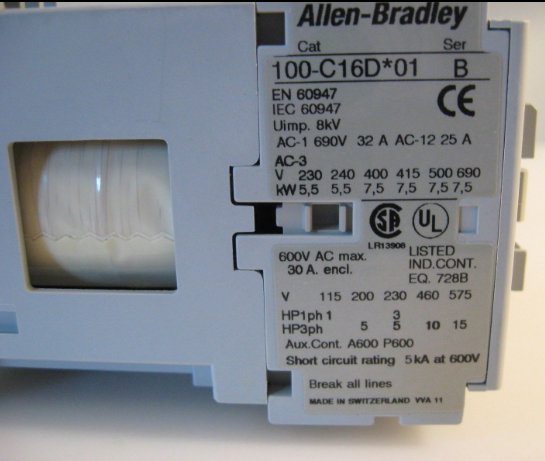 Allen-Bradley
Cat Ser
100-C16D*01 B
EN 60947
IEC 60947
CE
Uimp. 8kV
AC-1 690V 32 A AC-12 25 A
AC-3
V 230 240 400 415 500 690
kW 5,5 5,5 7,5 7,5 7,5 7,5
SA UL
LR13908
600V AC max. LISTED
30 A. encl. IND.CONT.
EQ. 728B
V 115 200 230 460 575
HP1ph 1 3
HP3ph 5 5 10 15
Aux.Cont. A600 P600
Short circuit rating 5kA at 600V
Break all lines
MADE IN SWITZERLAND VVA 11